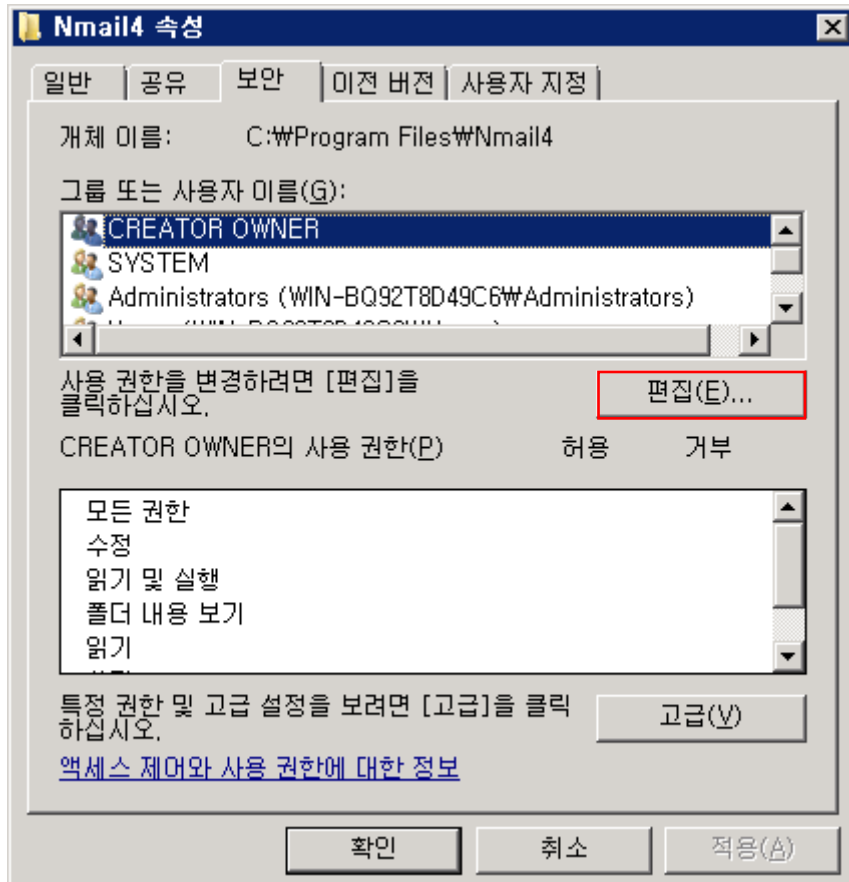 Nmail4 속성
일반 공유 보안 이전 버전 사용자 지정
개체 이름: C:₩Program Files₩Nmail4
그룹 또는 사용자 이름(G):
CREATOR OWNER
SYSTEM
Administrators (WIN-BQ92T8D49C6₩Administrators)
사용 권한을 변경하려면 [편집]을
클릭하십시오.
편집(E)...
CREATOR OWNER의 사용 권한(P) 허용 거부
모든 권한
수정
읽기 및 실행
폴더 내용 보기
읽기
특정 권한 및 고급 설정을 보려면 [고급]을 클릭
하십시오.
고급(V)
액세스 제어와 사용 권한에 대한 정보
확인 취소 적용(A)